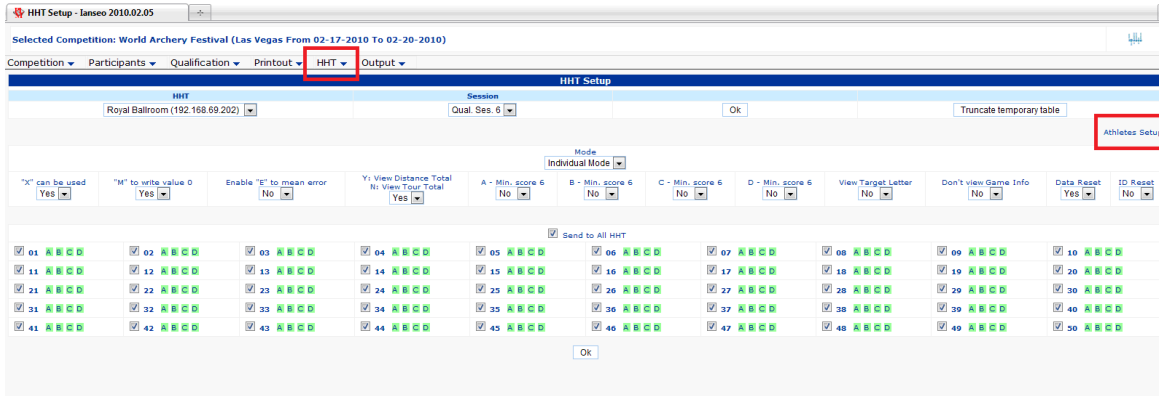 HHT Setup - Ianseo 2010.02.05
Selected Competition: World Archery Festival (Las Vegas From 02-17-2010 To 02-20-2010)
Competition Participants Qualification Printout HHT Output
HHT Setup
HHT Session
Royal Ballroom (192.168.69.202) Qual. Ses. 6 Ok Truncate temporary table
Athletes Setup
Mode
Individual Mode
"X" can be used "M" to write value 0 Enable "E" to mean error Y: View Distance Total A - Min. score 6 B - Min. score 6 C - Min. score 6 D - Min. score 6 View Target Letter Don't view Game Info Data Reset ID Reset
N: View Tour Total
Yes Yes No Yes No No No No No No Yes No
Send to All HHT
01 A B C D 02 A B C D 03 A B C D 04 A B C D 05 A B C D 06 A B C D 07 A B C D 08 A B C D 09 A B C D 10 A B C D
11 A B C D 12 A B C D 13 A B C D 14 A B C D 15 A B C D 16 A B C D 17 A B C D 18 A B C D 19 A B C D 20 A B C D
21 A B C D 22 A B C D 23 A B C D 24 A B C D 25 A B C D 26 A B C D 27 A B C D 28 A B C D 29 A B C D 30 A B C D
31 A B C D 32 A B C D 33 A B C D 34 A B C D 35 A B C D 36 A B C D 37 A B C D 38 A B C D 39 A B C D 40 A B C D
41 A B C D 42 A B C D 43 A B C D 44 A B C D 45 A B C D 46 A B C D 47 A B C D 48 A B C D 49 A B C D 50 A B C D
Ok